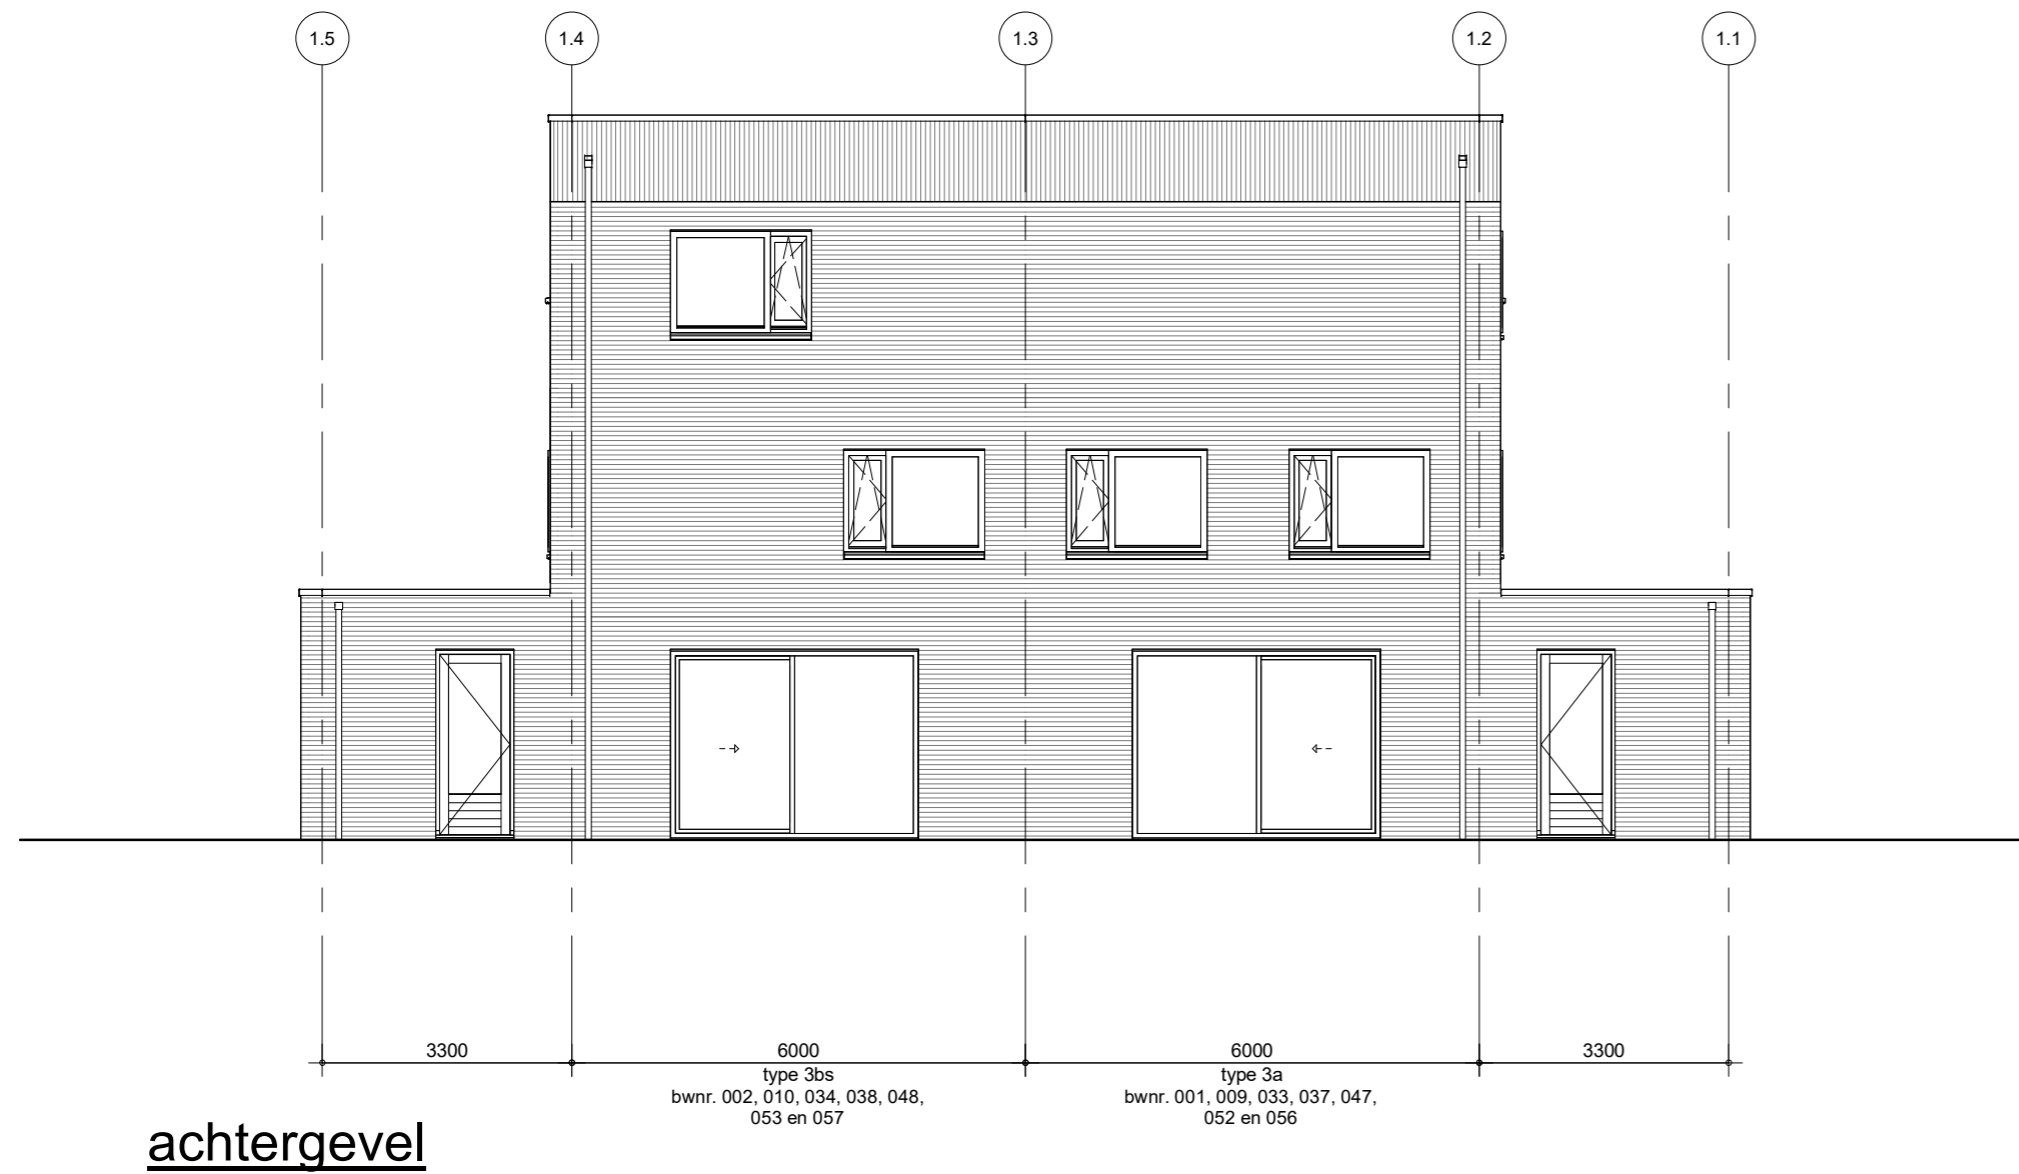 1.5 1.4 1.3 1.2 1.1
3300 6000 6000 3300
type 3bs
bwnr. 002, 010, 034, 038, 048,
053 en 057
type 3a
bwnr. 001, 009, 033, 037, 047,
052 en 056
achtergevel